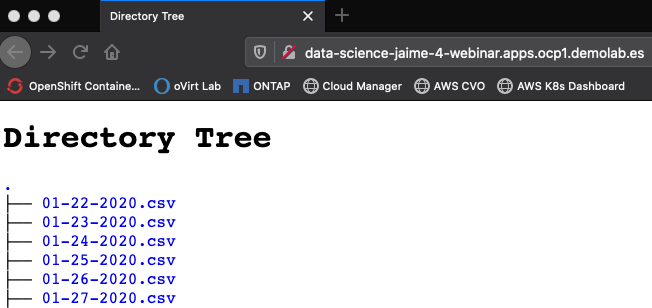 Directory Tree
data-science-jaime-4-webinar.apps.ocp1.demolab.es
OpenShift Containe... oVirt Lab ONTAP Cloud Manager AWS CVO AWS K8s Dashboard
Directory Tree
.
├── 01-22-2020.csv
├── 01-23-2020.csv
├── 01-24-2020.csv
├── 01-25-2020.csv
├── 01-26-2020.csv
├── 01-27-2020.csv